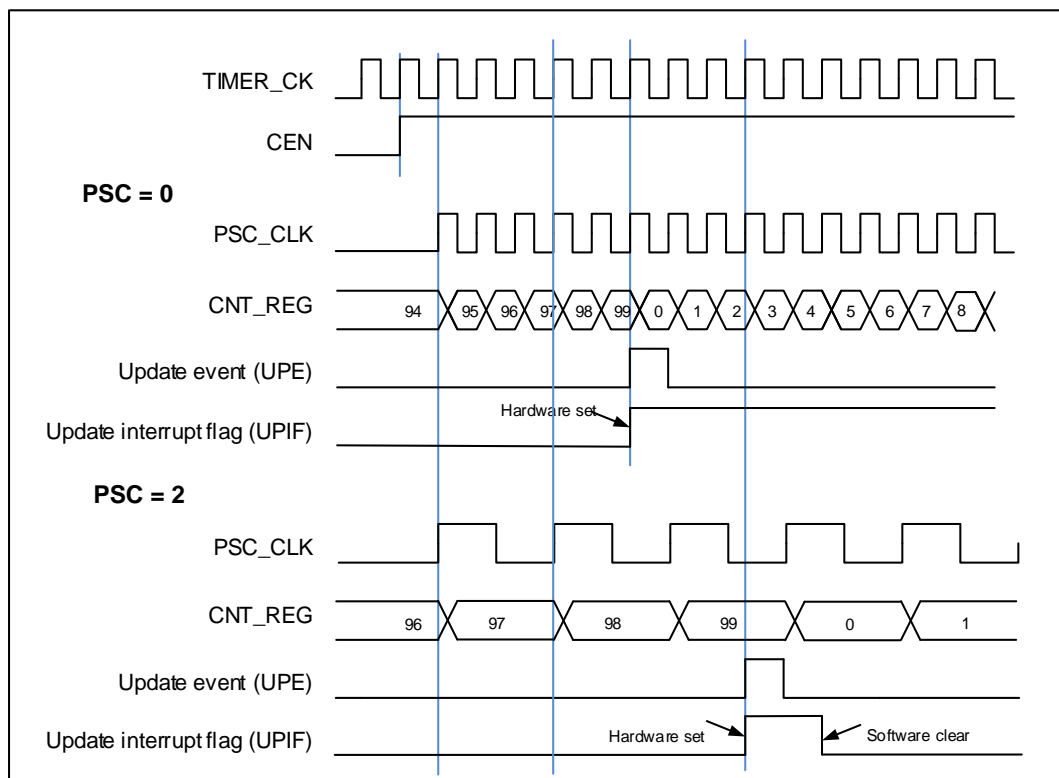 TIMER_CK
CEN
PSC = 0
PSC_CLK
CNT_REG 94 95 96 97 98 99 0 1 2 3 4 5 6 7 8
Update event (UPE)
Hardware set
Update interrupt flag (UPIF)
PSC = 2
PSC_CLK
CNT_REG 96 97 98 99 0 1
Update event (UPE)
Update interrupt flag (UPIF) Hardware set Software clear